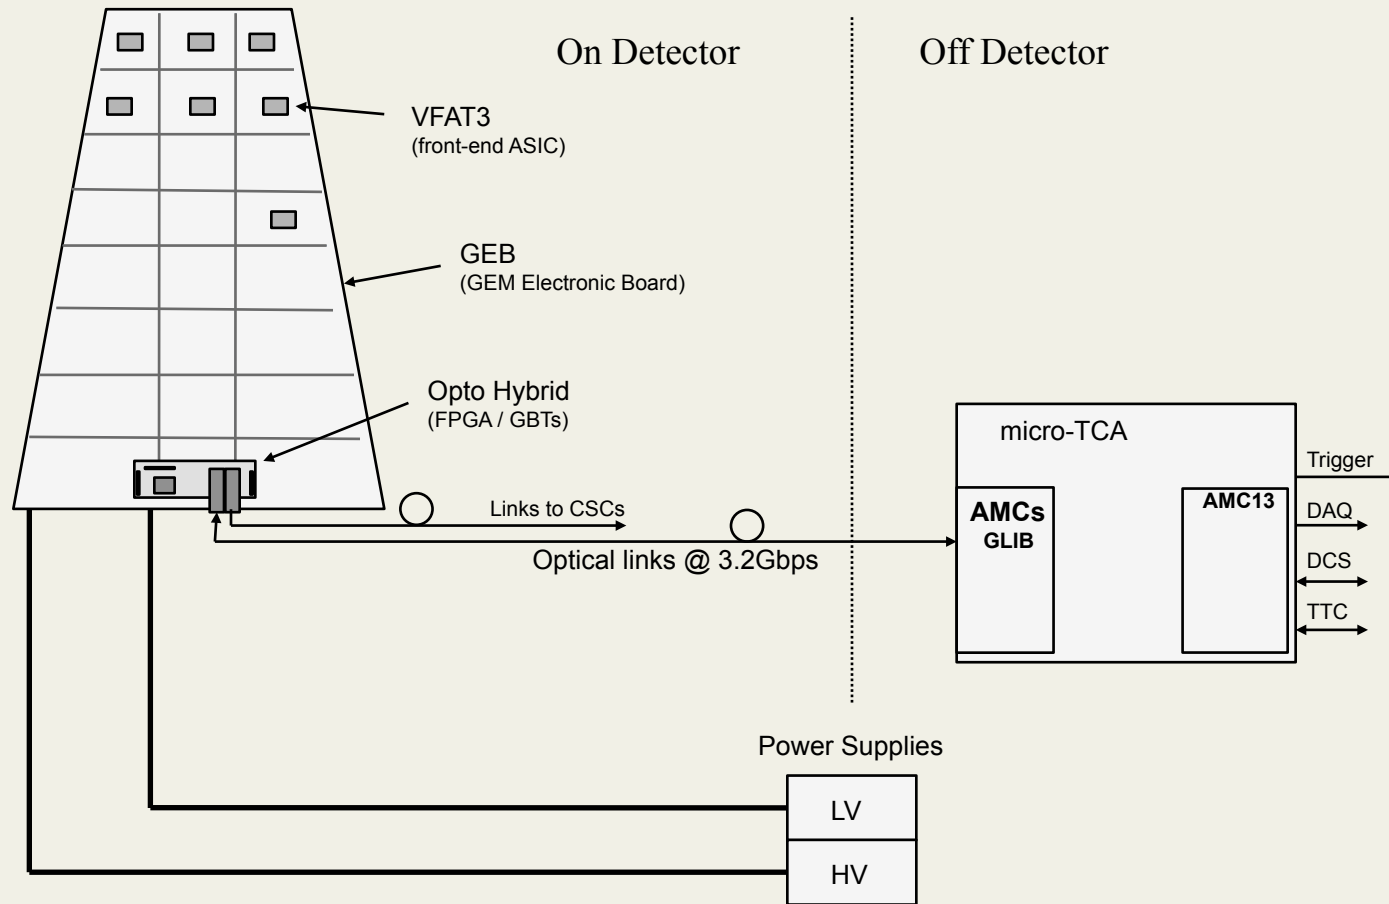 On Detector
Off Detector
VFAT3
(front-end ASIC)
GEB
(GEM Electronic Board)
Opto Hybrid
(FPGA / GBTs)
Links to CSCs
Optical links @ 3.2Gbps
micro-TCA
AMCs
GLIB
AMC13
Trigger
DAQ
DCS
TTC
Power Supplies
LV
HV